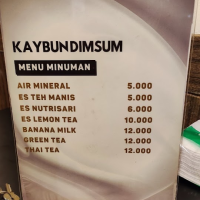 KAYBUNDIMSUM
MENU MINUMAN
AIR MINERAL 5.000
ES TEH MANIS 5.000
ES NUTRISARI 6.000
ES LEMON TEA 10.000
BANANA MILK 12.000
GREEN TEA 12.000
THAI TEA 12.000